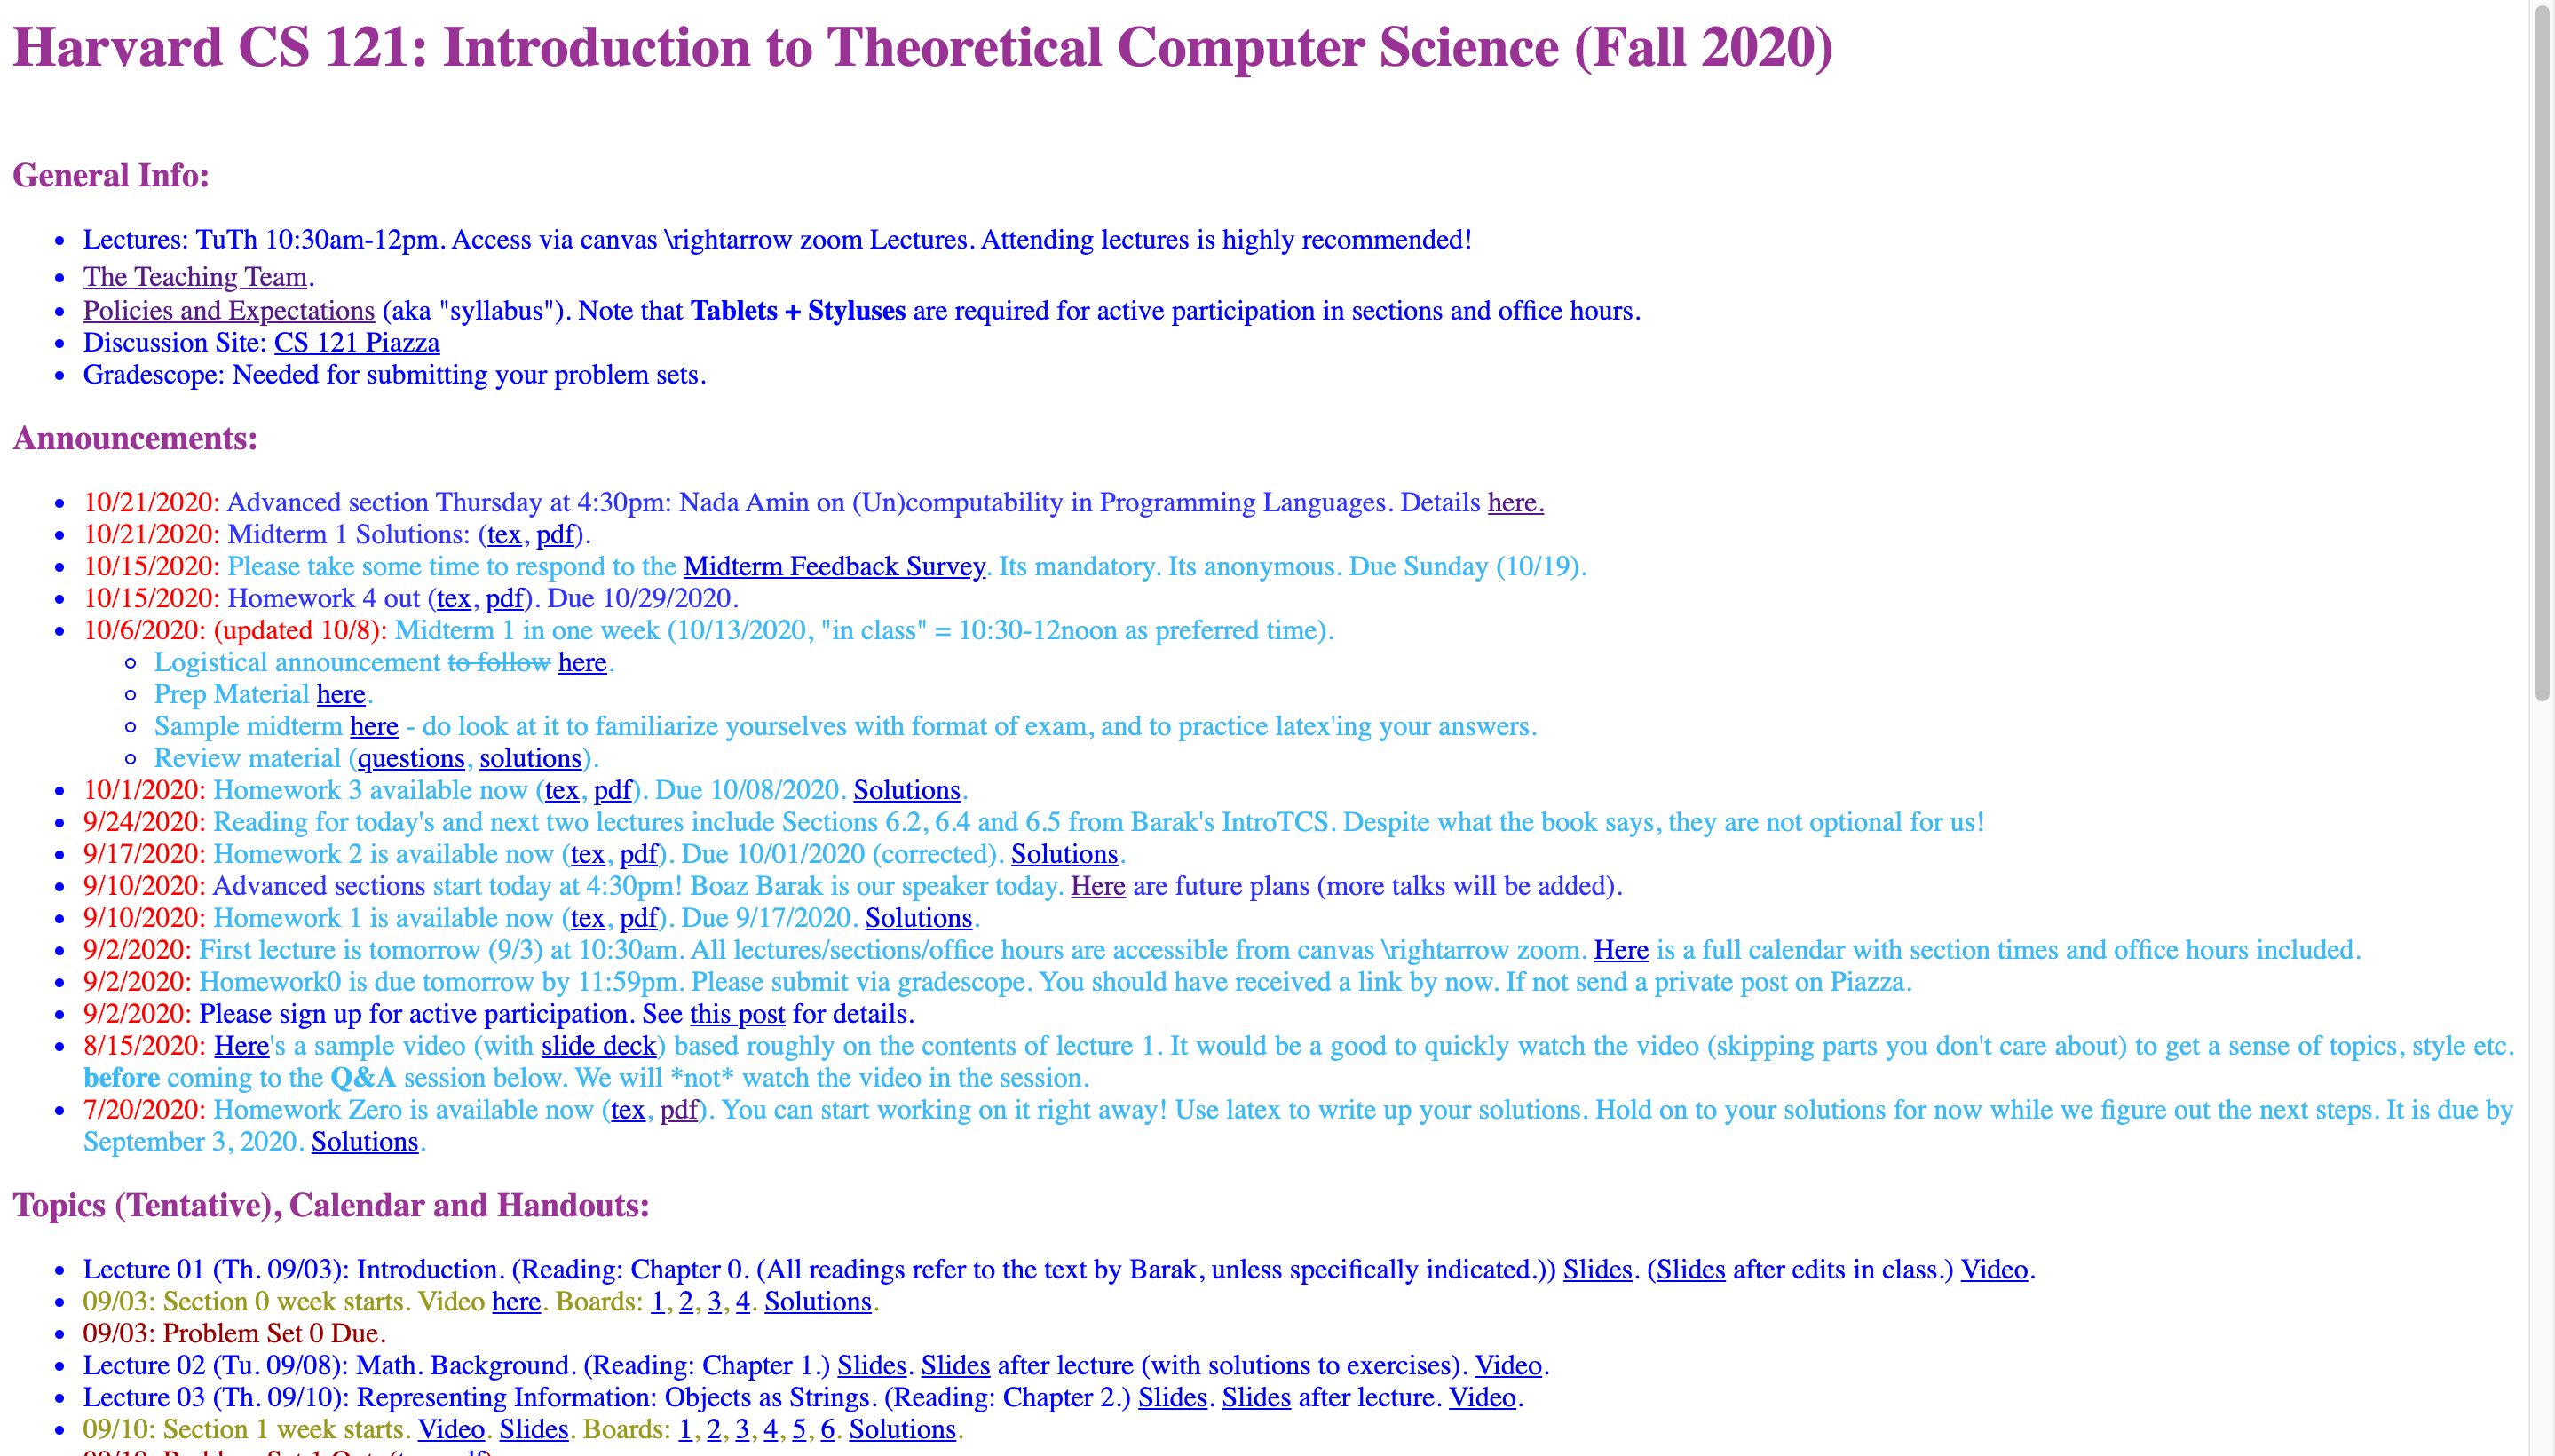 Harvard CS 121: Introduction to Theoretical Computer Science (Fall 2020)
General Info:
Lectures: TuTh 10:30am-12pm. Access via canvas \rightarrow zoom Lectures. Attending lectures is highly recommended!
The Teaching Team.
Policies and Expectations (aka "syllabus"). Note that Tablets + Styluses are required for active participation in sections and office hours.
Discussion Site: CS 121 Piazza
Gradescope: Needed for submitting your problem sets.
Announcements:
10/21/2020: Advanced section Thursday at 4:30pm: Nada Amin on (Un)computability in Programming Languages. Details here.
10/21/2020: Midterm 1 Solutions: (tex, pdf).
10/15/2020: Please take some time to respond to the Midterm Feedback Survey. Its mandatory. Its anonymous. Due Sunday (10/19).
10/15/2020: Homework 4 out (tex, pdf). Due 10/29/2020.
10/6/2020: (updated 10/8): Midterm 1 in one week (10/13/2020, "in class" = 10:30-12noon as preferred time).
Logistical announcement to follow here.
Prep Material here.
Sample midterm here - do look at it to familiarize yourselves with format of exam, and to practice latex'ing your answers.
Review material (questions, solutions).
10/1/2020: Homework 3 available now (tex, pdf). Due 10/08/2020. Solutions.
9/24/2020: Reading for today's and next two lectures include Sections 6.2, 6.4 and 6.5 from Barak's IntroTCS. Despite what the book says, they are not optional for us!
9/17/2020: Homework 2 is available now (tex, pdf). Due 10/01/2020 (corrected). Solutions.
9/10/2020: Advanced sections start today at 4:30pm! Boaz Barak is our speaker today. Here are future plans (more talks will be added).
9/10/2020: Homework 1 is available now (tex, pdf). Due 9/17/2020. Solutions.
9/2/2020: First lecture is tomorrow (9/3) at 10:30am. All lectures/sections/office hours are accessible from canvas \rightarrow zoom. Here is a full calendar with section times and office hours included.
9/2/2020: Homework0 is due tomorrow by 11:59pm. Please submit via gradescope. You should have received a link by now. If not send a private post on Piazza.
9/2/2020: Please sign up for active participation. See this post for details.
8/15/2020: Here's a sample video (with slide deck) based roughly on the contents of lecture 1. It would be a good to quickly watch the video (skipping parts you don't care about) to get a sense of topics, style etc.
before coming to the Q&A session below. We will *not* watch the video in the session.
7/20/2020: Homework Zero is available now (tex, pdf). You can start working on it right away! Use latex to write up your solutions. Hold on to your solutions for now while we figure out the next steps. It is due by
September 3, 2020. Solutions.
Topics (Tentative), Calendar and Handouts:
Lecture 01 (Th. 09/03): Introduction. (Reading: Chapter 0. (All readings refer to the text by Barak, unless specifically indicated.)) Slides. (Slides after edits in class.) Video.
09/03: Section 0 week starts. Video here. Boards: 1, 2, 3, 4. Solutions.
09/03: Problem Set 0 Due.
Lecture 02 (Tu. 09/08): Math. Background. (Reading: Chapter 1.) Slides. Slides after lecture (with solutions to exercises). Video.
Lecture 03 (Th. 09/10): Representing Information: Objects as Strings. (Reading: Chapter 2.) Slides. Slides after lecture. Video.
09/10: Section 1 week starts. Video. Slides. Boards: 1, 2, 3, 4, 5, 6. Solutions.